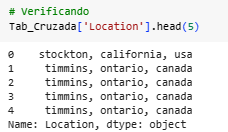 # Verificando
Tab_Cruzada['Location'].head(5)
0    stockton, california, usa
1      timmins, ontario, canada
2      timmins, ontario, canada
3      timmins, ontario, canada
4      timmins, ontario, canada
Name: Location, dtype: object